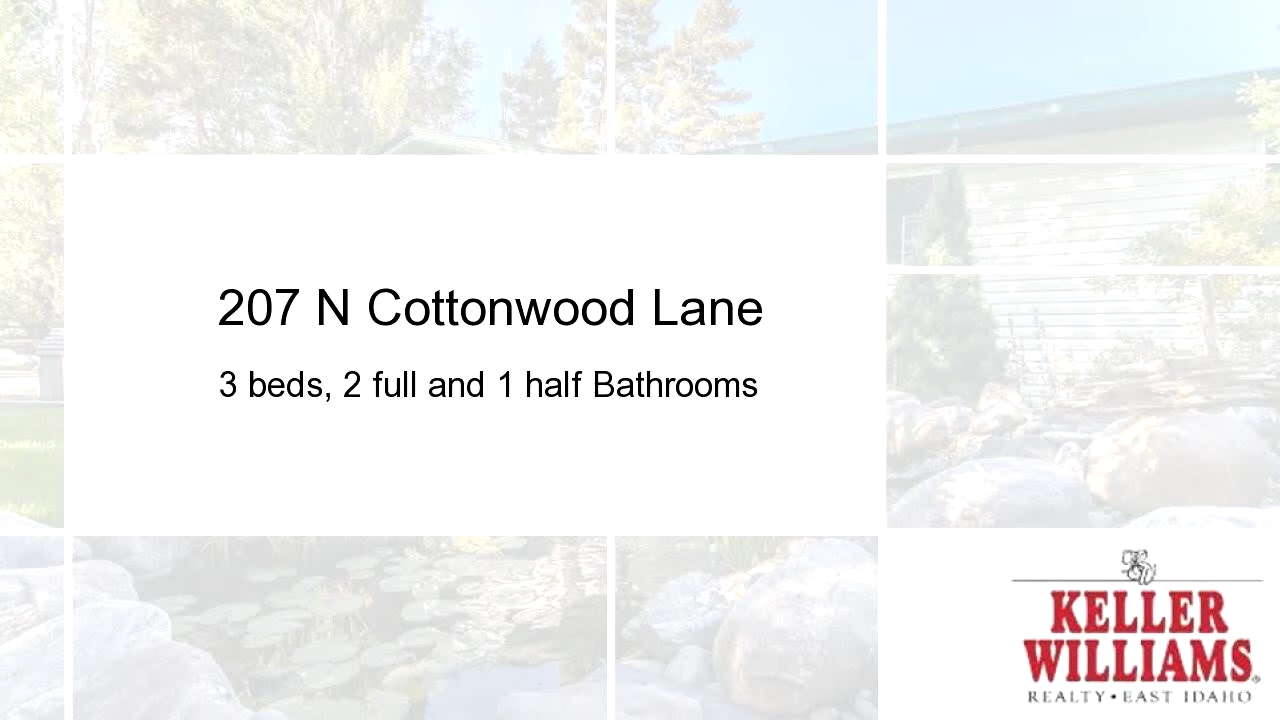 207 N Cottonwood Lane
3 beds, 2 full and 1 half Bathrooms
KELLER
WILLIAMS
REALTY • EAST IDAHO